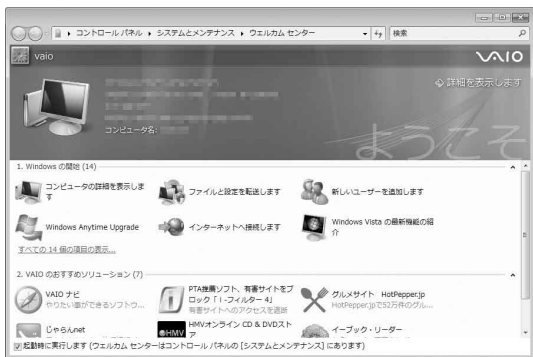 コントロール パネル ▸ システムとメンテナンス ▸ ウェルカム センター
検索
vaio
VAIO
詳細を表示します
コンピュータ名:
ようこそ
1. Windows の開始 (14)
コンピュータの詳細を表示します
ファイルと設定を転送します
新しいユーザーを追加します
Windows Anytime Upgrade
インターネットへ接続します
Windows Vista の最新機能の紹介
すべての 14 個の項目の表示...
2. VAIO のおすすめソリューション (7)
VAIO ナビ
やりたい事ができるソフトウ...
PTA推薦ソフト、有害サイトをブロック「i -フィルター 4」
有害サイトへのアクセスを遮断
グルメサイト HotPepper.jp
HotPepper.jpで52万件のグル...
じゃらんnet
HMV
HMVオンライン CD & DVDストア
イーブック・リーダー
起動時に実行します (ウェルカム センターはコントロール パネルの [システムとメンテナンス] にあります)